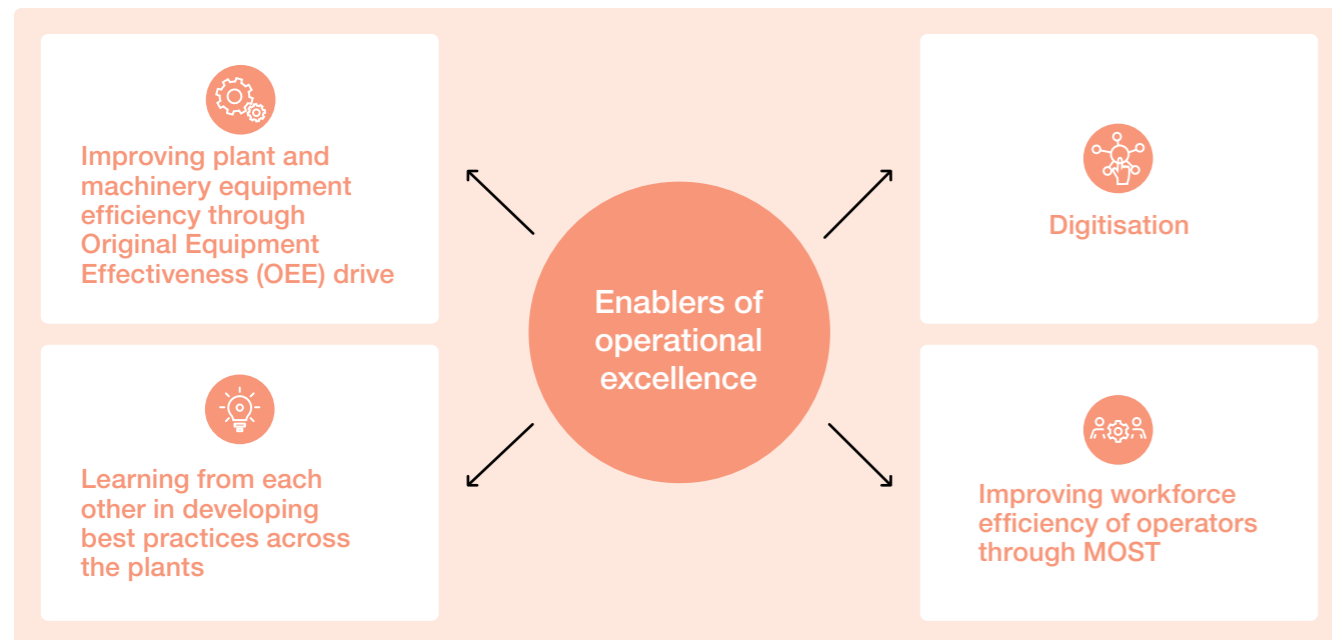 Improving plant and
machinery equipment
efficiency through
Original Equipment
Effectiveness (OEE) drive
Digitisation
Enablers of
operational
excellence
Learning from each
other in developing
best practices across
the plants
Improving workforce
efficiency of operators
through MOST